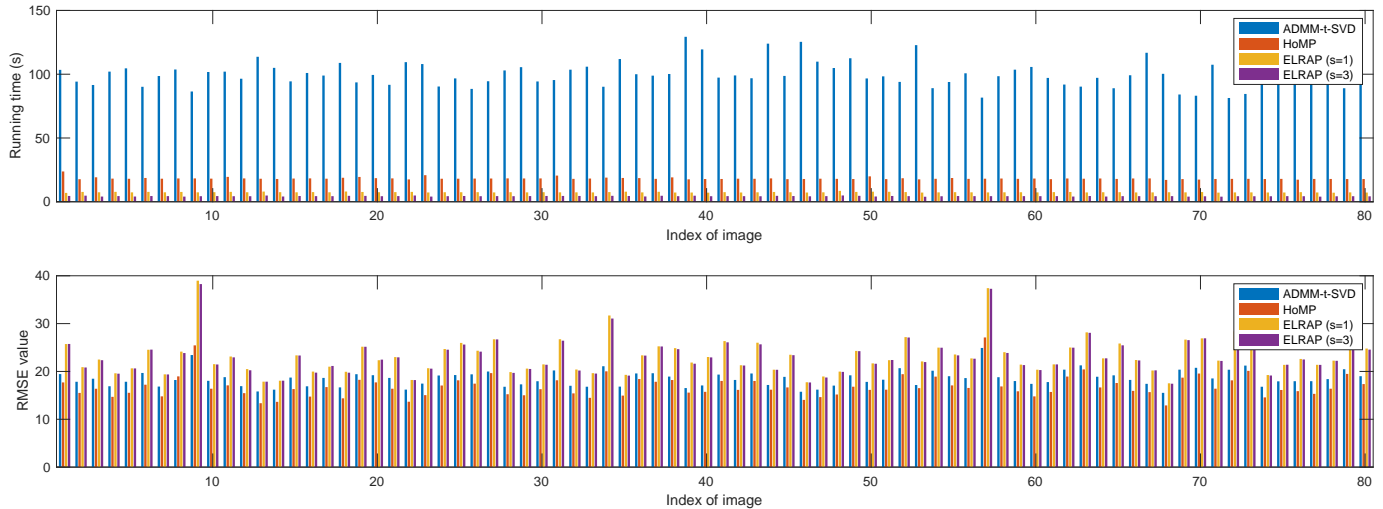 150
100
50
0
Running time (s)
10
20
30
40
50
60
70
80
Index of image
ADMM-t-SVD
HoMP
ELRAP (s=1)
ELRAP (s=3)
40
30
20
10
0
RMSE value
10
20
30
40
50
60
70
80
Index of image
ADMM-t-SVD
HoMP
ELRAP (s=1)
ELRAP (s=3)